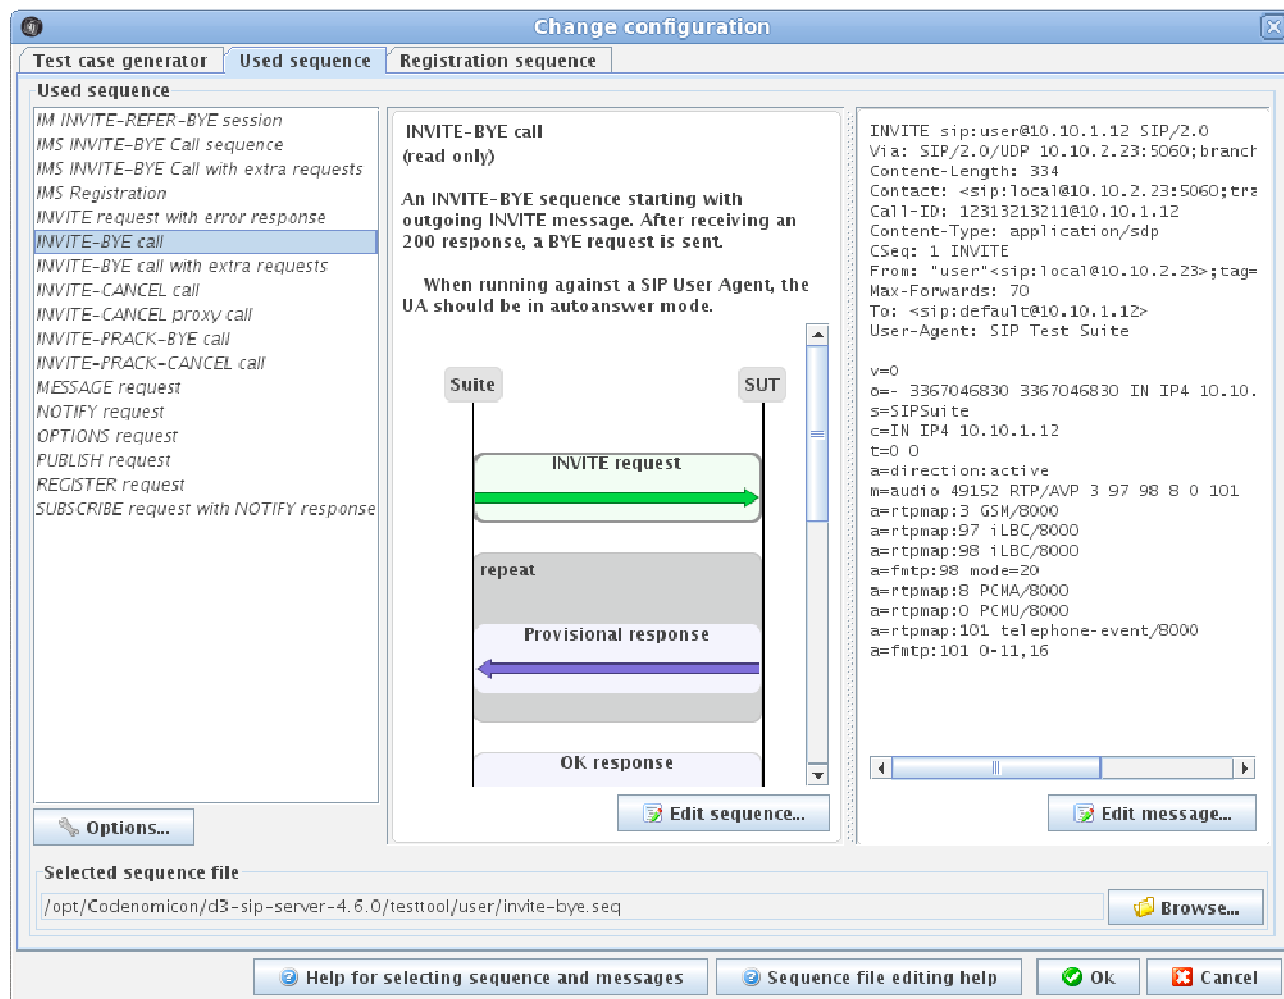 Change configuration
Test case generator
Used sequence
Registration sequence
Used sequence
IM INVITE-REFER-BYE session
IMS INVITE-BYE Call sequence
IMS INVITE-BYE Call with extra requests
IMS Registration
INVITE request with error response
INVITE-BYE call
INVITE-BYE call with extra requests
INVITE-CANCEL call
INVITE-CANCEL proxy call
INVITE-PRACK-BYE call
INVITE-PRACK-CANCEL call
MESSAGE request
NOTIFY request
OPTIONS request
PUBLISH request
REGISTER request
SUBSCRIBE request with NOTIFY response
Options...
INVITE-BYE call
(read only)
An INVITE-BYE sequence starting with
outgoing INVITE message. After receiving an
200 response, a BYE request is sent.
When running against a SIP User Agent, the
UA should be in autoanswer mode.
Suite
SUT
INVITE request
repeat
Provisional response
OK response
Edit sequence...
INVITE sip:user@10.10.1.12 SIP/2.0
Via: SIP/2.0/UDP 10.10.2.23:5060;branch
Content-Length: 334
Contact: <sip:local@10.10.2.23:5060;tra
Call-ID: 12313213211@10.10.1.12
Content-Type: application/sdp
CSeq: 1 INVITE
From: "user"<sip:local@10.10.2.23>;tag=
Max-Forwards: 70
To: <sip:default@10.10.1.12>
User-Agent: SIP Test Suite
v=0
o=- 3367046830 3367046830 IN IP4 10.10.
s=SIPSuite
c=IN IP4 10.10.1.12
t=0 0
a=direction:active
m=audio 49152 RTP/AVP 3 97 98 8 0 101
a=rtpmap:3 GSM/8000
a=rtpmap:97 iLBC/8000
a=rtpmap:98 iLBC/8000
a=fmtp:98 mode=20
a=rtpmap:8 PCMA/8000
a=rtpmap:0 PCMU/8000
a=rtpmap:101 telephone-event/8000
a=fmtp:101 0-11,16
Edit message...
Selected sequence file
/opt/Codenomicon/d3-sip-server-4.6.0/testtool/user/invite-bye.seq
Browse...
Help for selecting sequence and messages
Sequence file editing help
Ok
Cancel